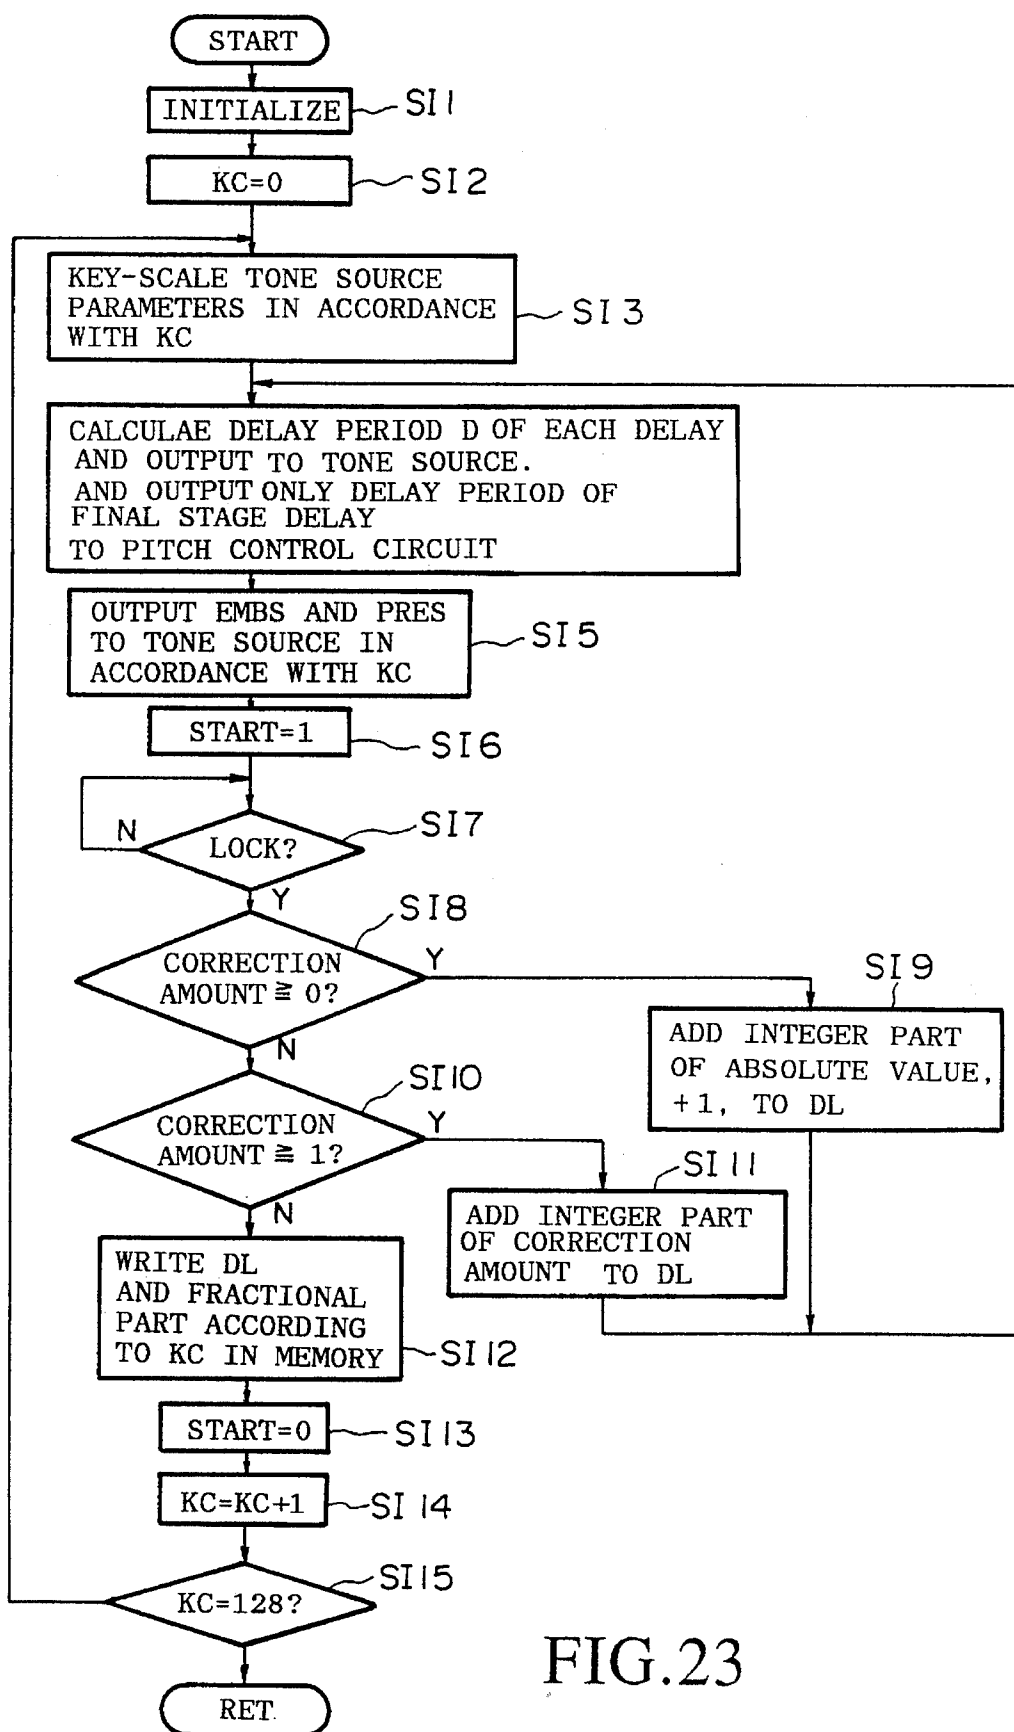 START
INITIALIZE
SI1
KC=0
SI2
KEY-SCALE TONE SOURCE
PARAMETERS IN ACCORDANCE
WITH KC
SI3
CALCULAE DELAY PERIOD D OF EACH DELAY
AND OUTPUT TO TONE SOURCE.
AND OUTPUT ONLY DELAY PERIOD OF
FINAL STAGE DELAY
TO PITCH CONTROL CIRCUIT
OUTPUT EMBS AND PRES
TO TONE SOURCE IN
ACCORDANCE WITH KC
SI5
START=1
SI6
N
LOCK?
SI7
Y
SI8
CORRECTION
AMOUNT ≧ 0?
Y
N
SI9
ADD INTEGER PART
OF ABSOLUTE VALUE,
+1, TO DL
SI10
CORRECTION
AMOUNT ≧ 1?
Y
N
SI11
ADD INTEGER PART
OF CORRECTION
AMOUNT TO DL
WRITE DL
AND FRACTIONAL
PART ACCORDING
TO KC IN MEMORY
SI12
START=0
SI13
KC=KC+1
SI14
KC=128?
SI15
RET.
FIG.23